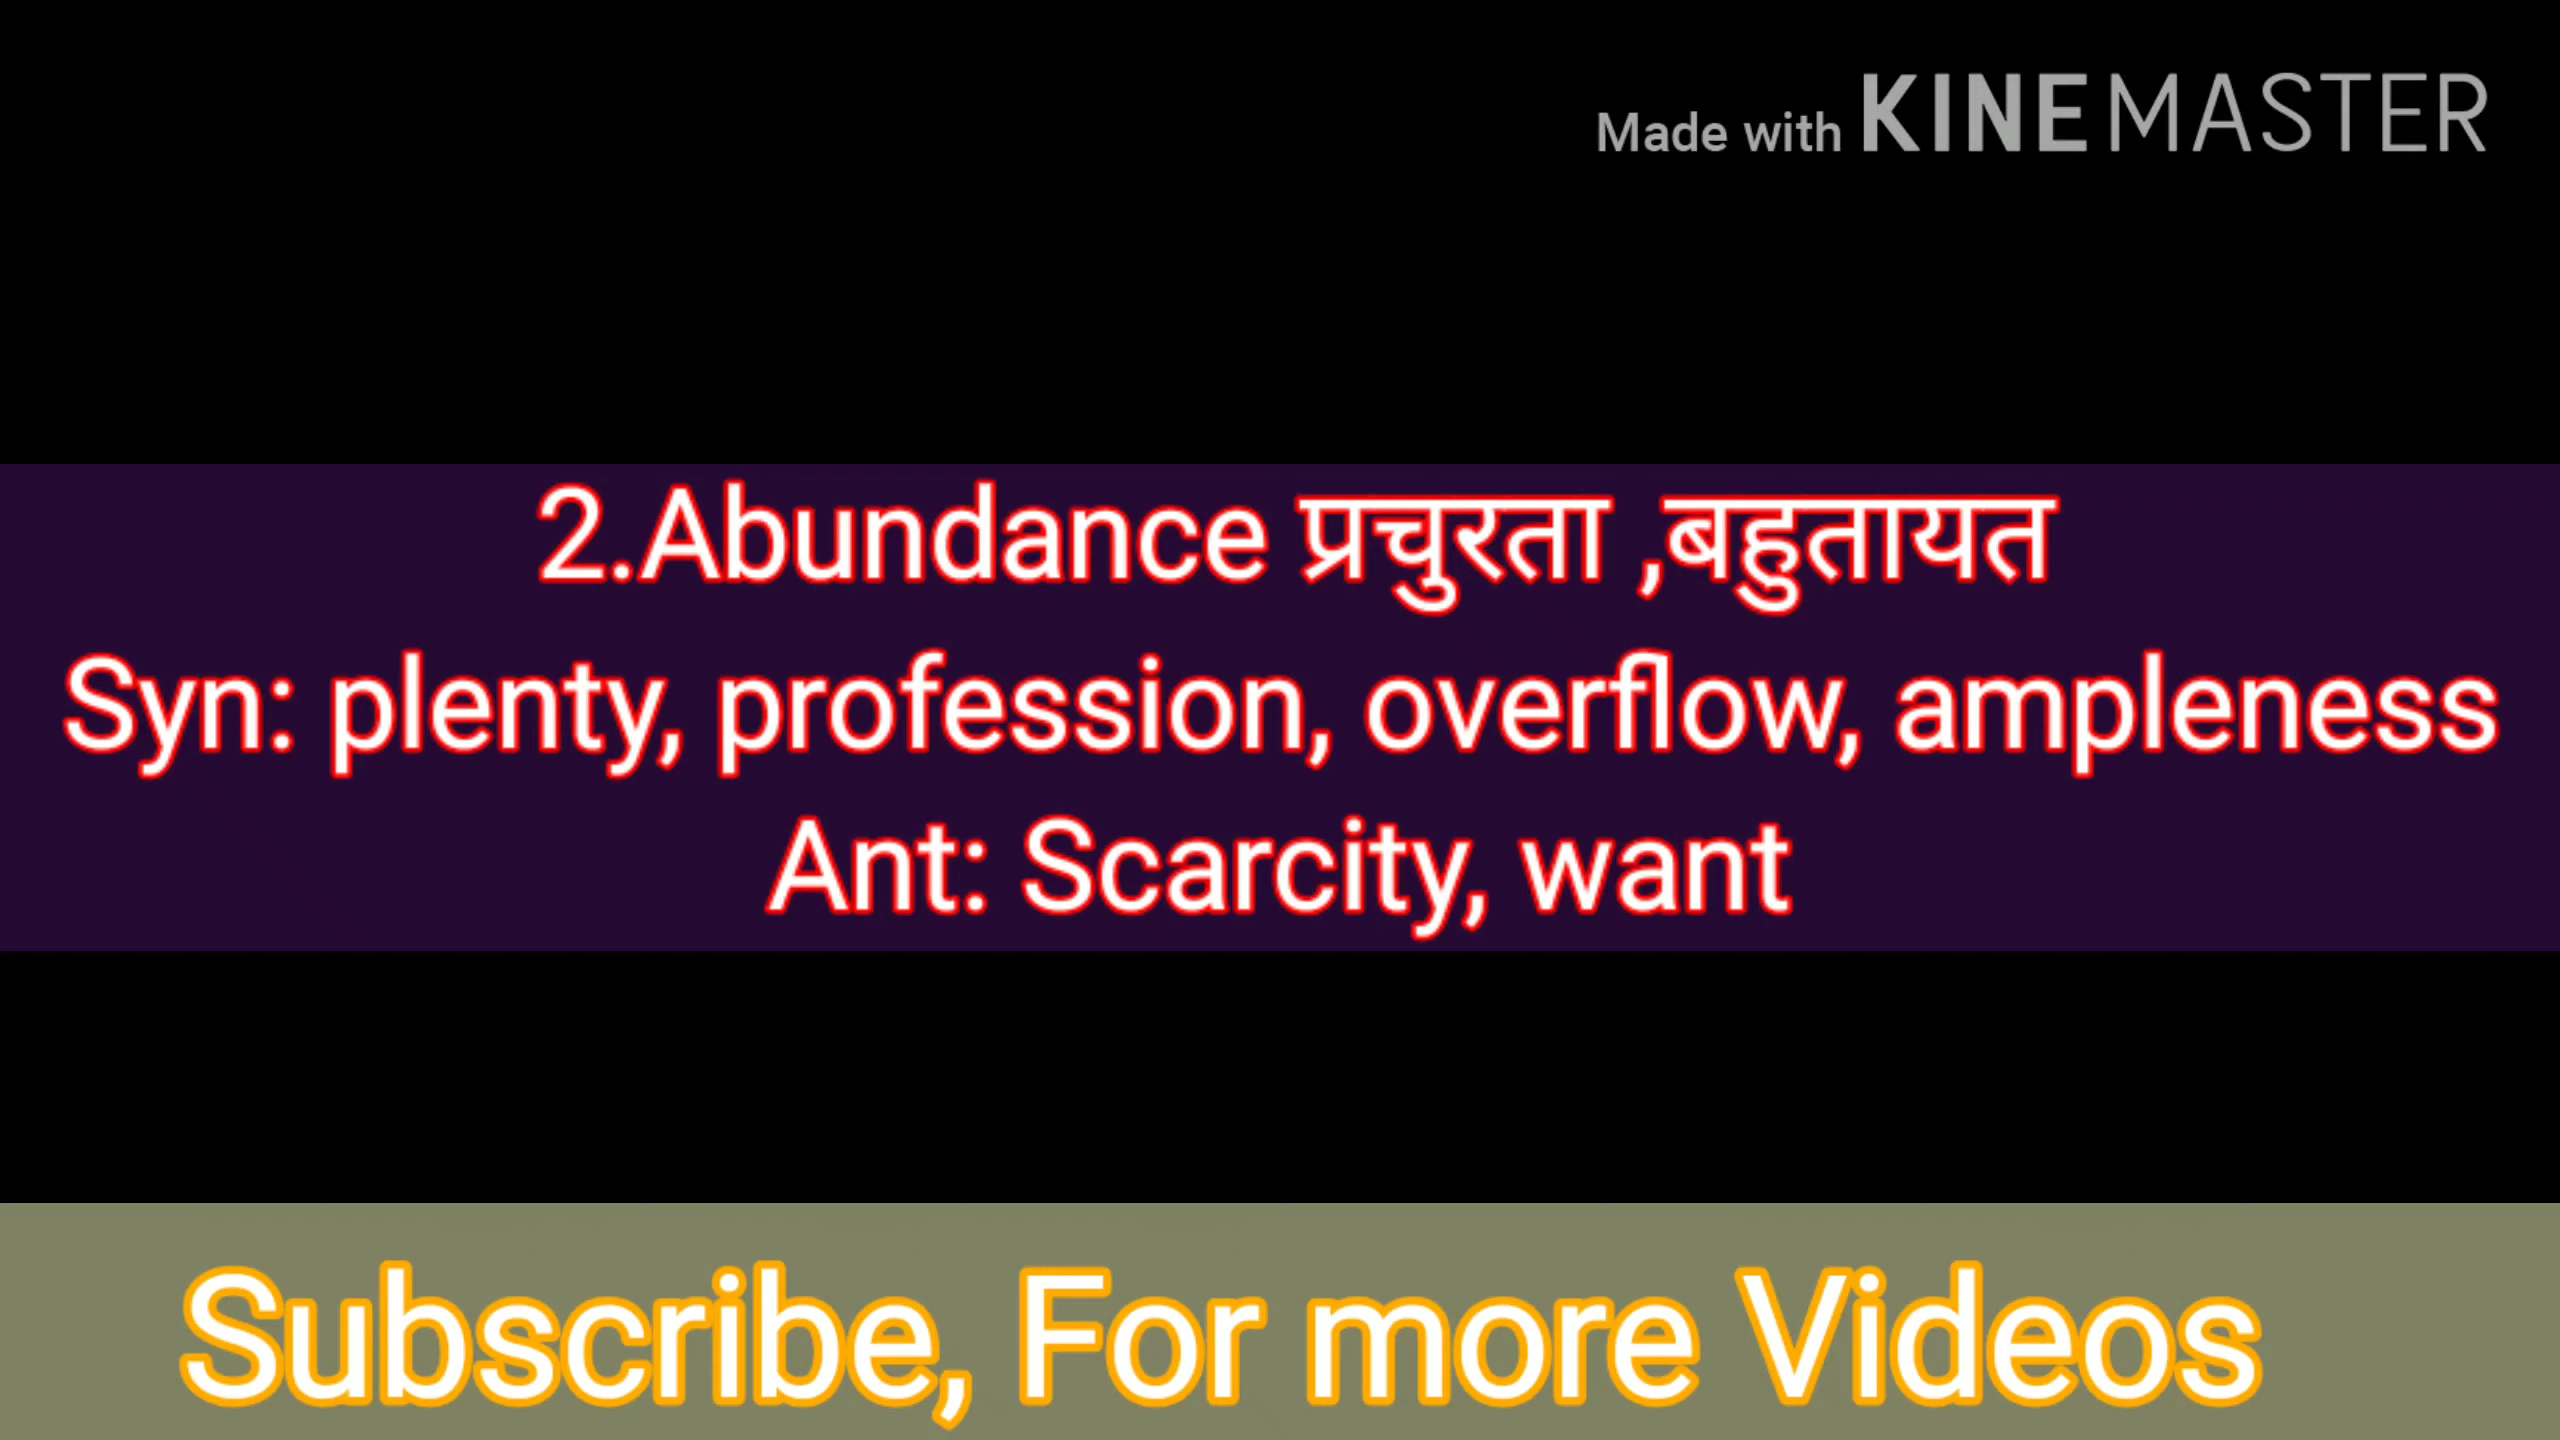 Made with KINEMASTER
2.Abundance प्रचुरता ,बहुतायत
Syn: plenty, profession, overflow, ampleness
Ant: Scarcity, want
Subscribe, For more Videos